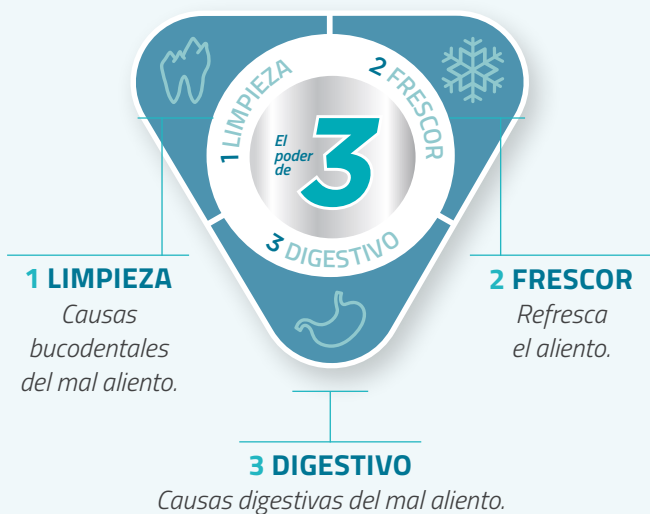 1 LIMPIEZA
2 FRESCOR
El
poder
de
3
3 DIGESTIVO
1 LIMPIEZA
Causas
bucodentales
del mal aliento.
2 FRESCOR
Refresca
el aliento.
3 DIGESTIVO
Causas digestivas del mal aliento.